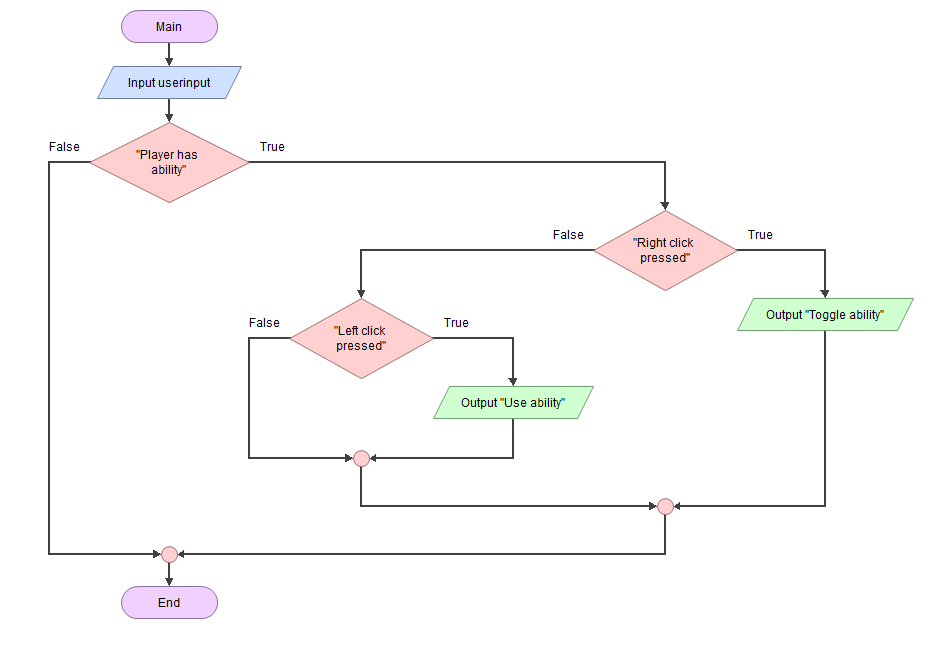 Main
Input userinput
False
True
"Player has
ability"
False
True
"Right click
pressed"
Output "Toggle ability"
False
True
"Left click
pressed"
Output "Use ability"
End